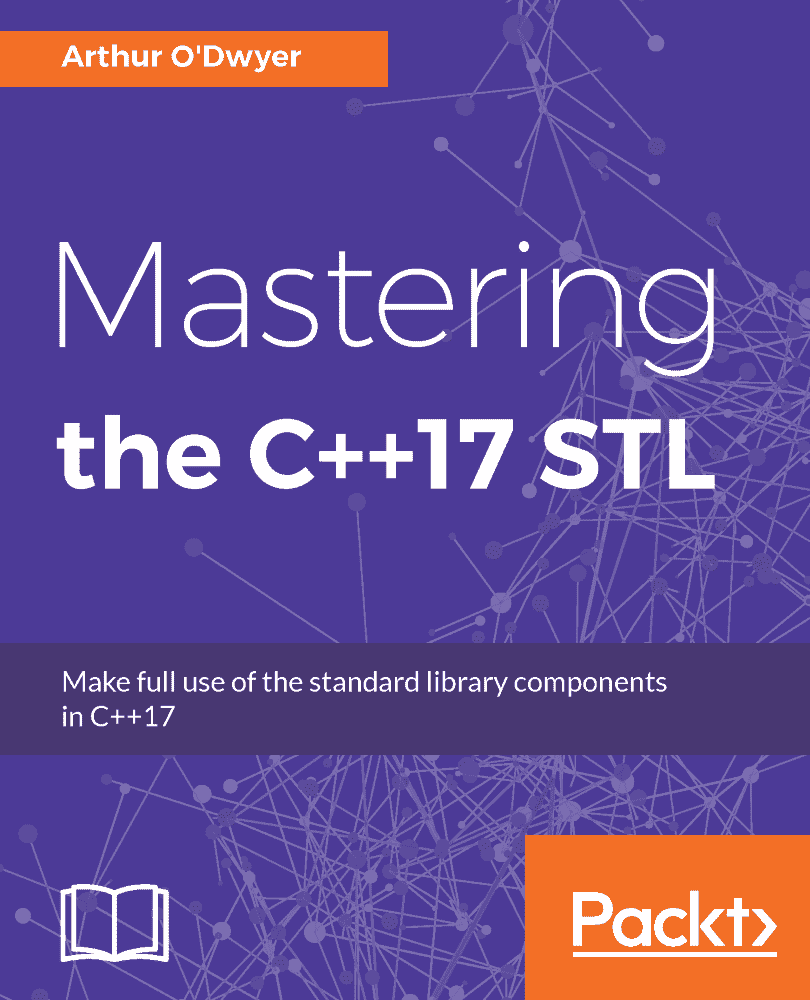 Arthur O'Dwyer
Mastering
the C++17 STL
Make full use of the standard library components
in C++17
Packt>